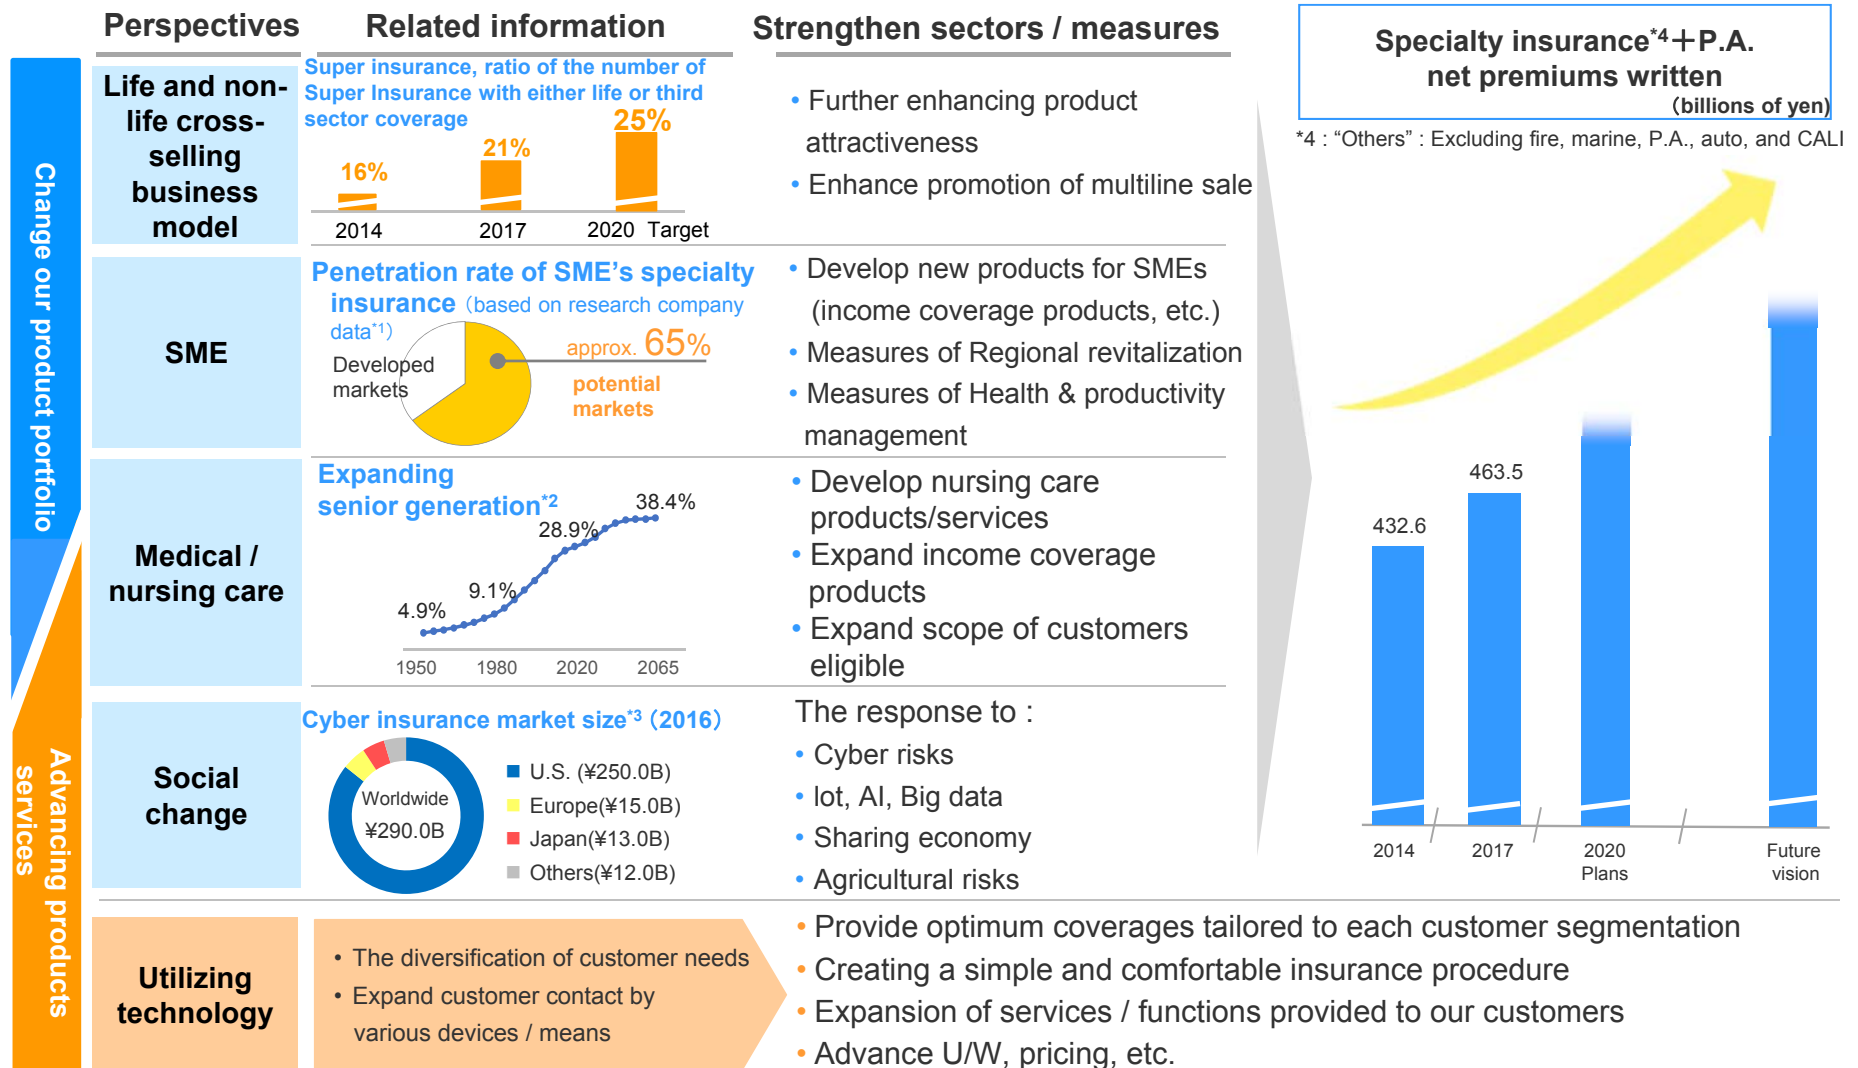 Perspectives
Related information
Strengthen sectors / measures
Change our product portfolio
Advancing products
services
Life and non-
life cross-
selling
business
model
Super insurance, ratio of the number of
Super Insurance with either life or third
sector coverage
16%
21%
25%
2014
2017
2020 Target
• Further enhancing product
attractiveness
• Enhance promotion of multiline sale
SME
Penetration rate of SME’s specialty
insurance（based on research company
data*1）
Developed
markets
approx. 65%
potential
markets
• Develop new products for SMEs
(income coverage products, etc.)
• Measures of Regional revitalization
• Measures of Health & productivity
management
Medical /
nursing care
Expanding
senior generation*2
4.9%
9.1%
28.9%
38.4%
1950
1980
2020
2065
• Develop nursing care
products/services
• Expand income coverage
products
• Expand scope of customers
eligible
Social
change
Cyber insurance market size*3（2016）
Worldwide
¥290.0B
U.S. (¥250.0B)
Europe(¥15.0B)
Japan(¥13.0B)
Others(¥12.0B)
The response to :
• Cyber risks
• Iot, AI, Big data
• Sharing economy
• Agricultural risks
Utilizing
technology
• The diversification of customer needs
• Expand customer contact by
various devices / means
• Provide optimum coverages tailored to each customer segmentation
• Creating a simple and comfortable insurance procedure
• Expansion of services / functions provided to our customers
• Advance U/W, pricing, etc.
Specialty insurance*4＋P.A.
net premiums written
（billions of yen）
*4 : “Others” : Excluding fire, marine, P.A., auto, and CALI
432.6
463.5
2014
2017
2020
Plans
Future
vision